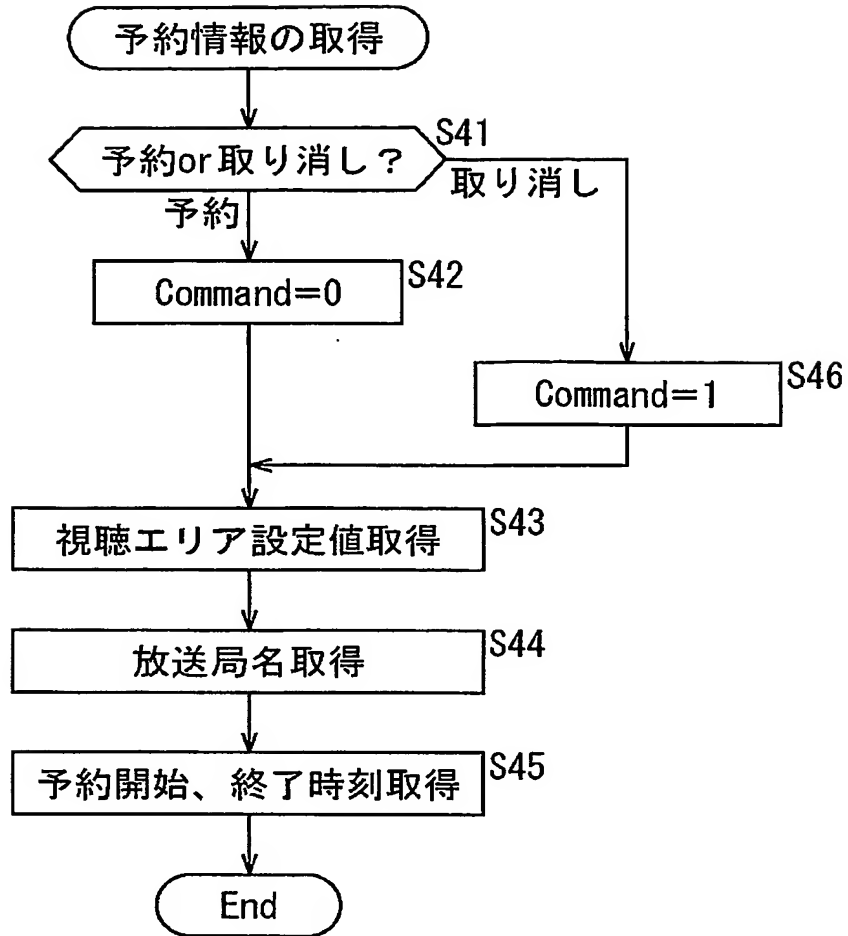 予約情報の取得
S41
予約or取り消し？
取り消し
予約
S42
Command=0
S46
Command=1
S43
視聴エリア設定値取得
S44
放送局名取得
S45
予約開始、終了時刻取得
End